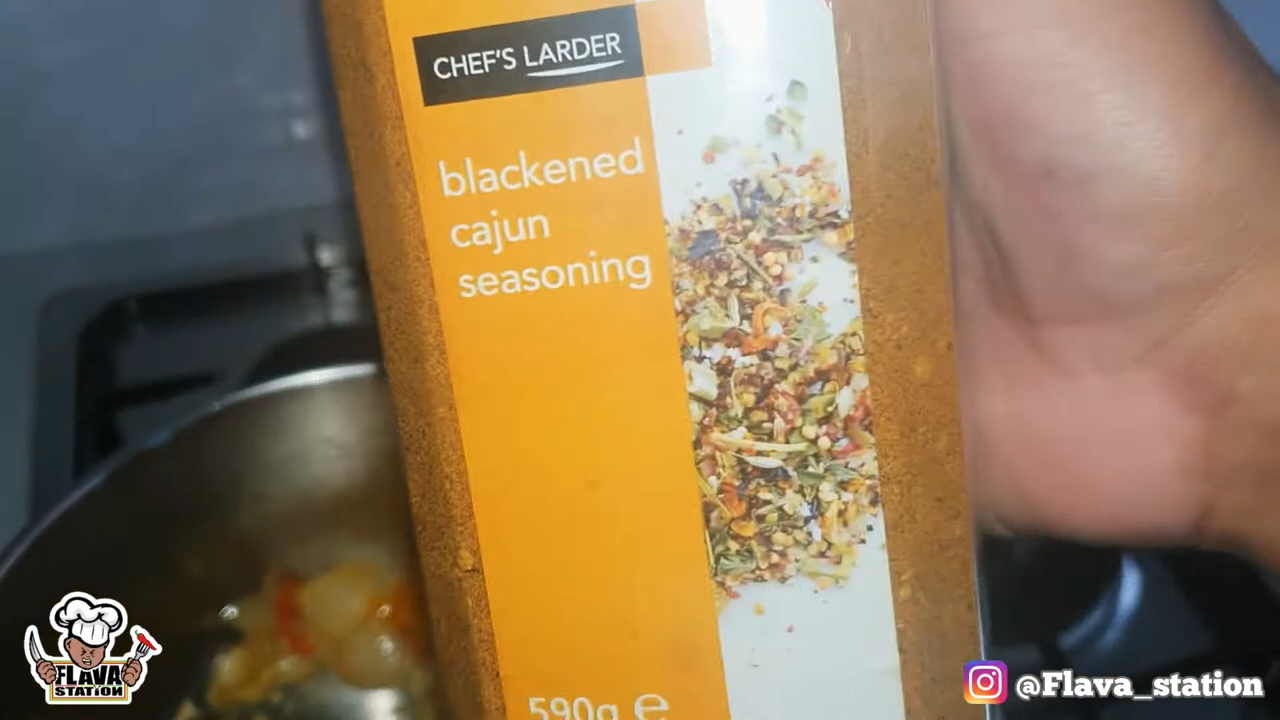 CHEF'S LARDER
blackened
cajun
seasoning
590g e
FLAVA
STATION
@Flava_station